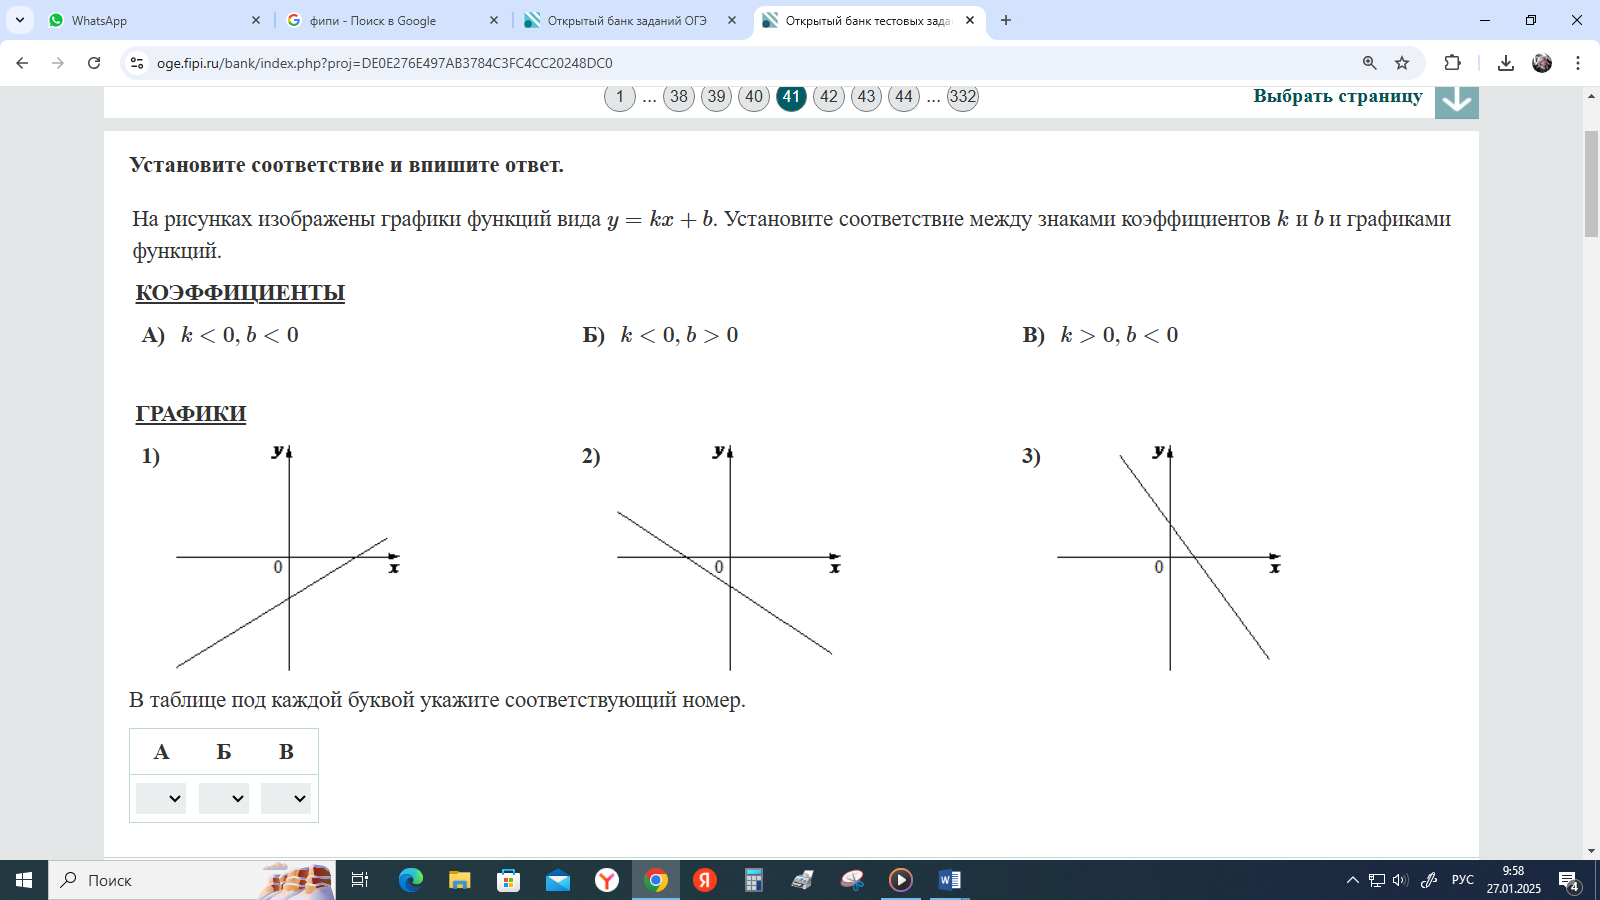 WhatsApp
фипи - Поиск в Google
Открытый банк заданий ОГЭ
Открытый банк тестовых зада
oge.fipi.ru/bank/index.php?proj=DE0E276E497AB3784C3FC4CC20248DC0
1 ... 38 39 40 41 42 43 44 ... 332
Выбрать страницу
Установите соответствие и впишите ответ.
На рисунках изображены графики функций вида y = kx + b. Установите соответствие между знаками коэффициентов k и b и графиками
функций.
КОЭФФИЦИЕНТЫ
А) k < 0, b < 0
Б) k < 0, b > 0
В) k > 0, b < 0
ГРАФИКИ
1)
y
0
x
2)
y
0
x
3)
y
0
x
В таблице под каждой буквой укажите соответствующий номер.
А Б В
Поиск
РУС
9:58
27.01.2025
4